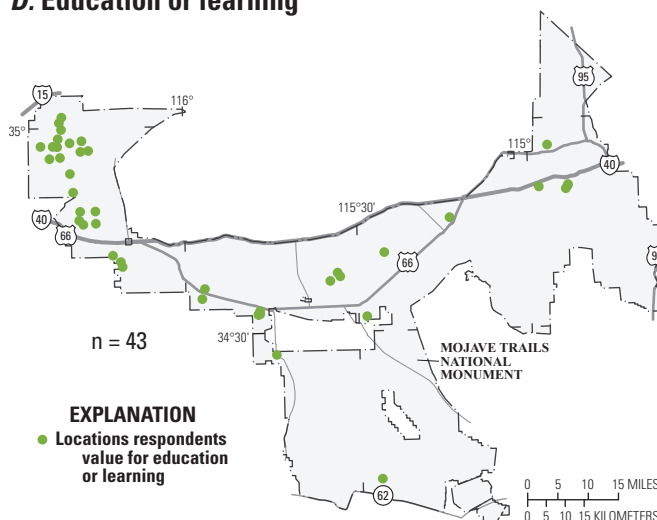 D. Education or learning
15
35°
116°
95
115°
40
115°30'
40
66
66
n = 43
34°30'
MOJAVE TRAILS
NATIONAL
MONUMENT
EXPLANATION
Locations respondents
value for education
or learning
62
0 5 10 15 MILES
0 5 10 15 KILOMETERS